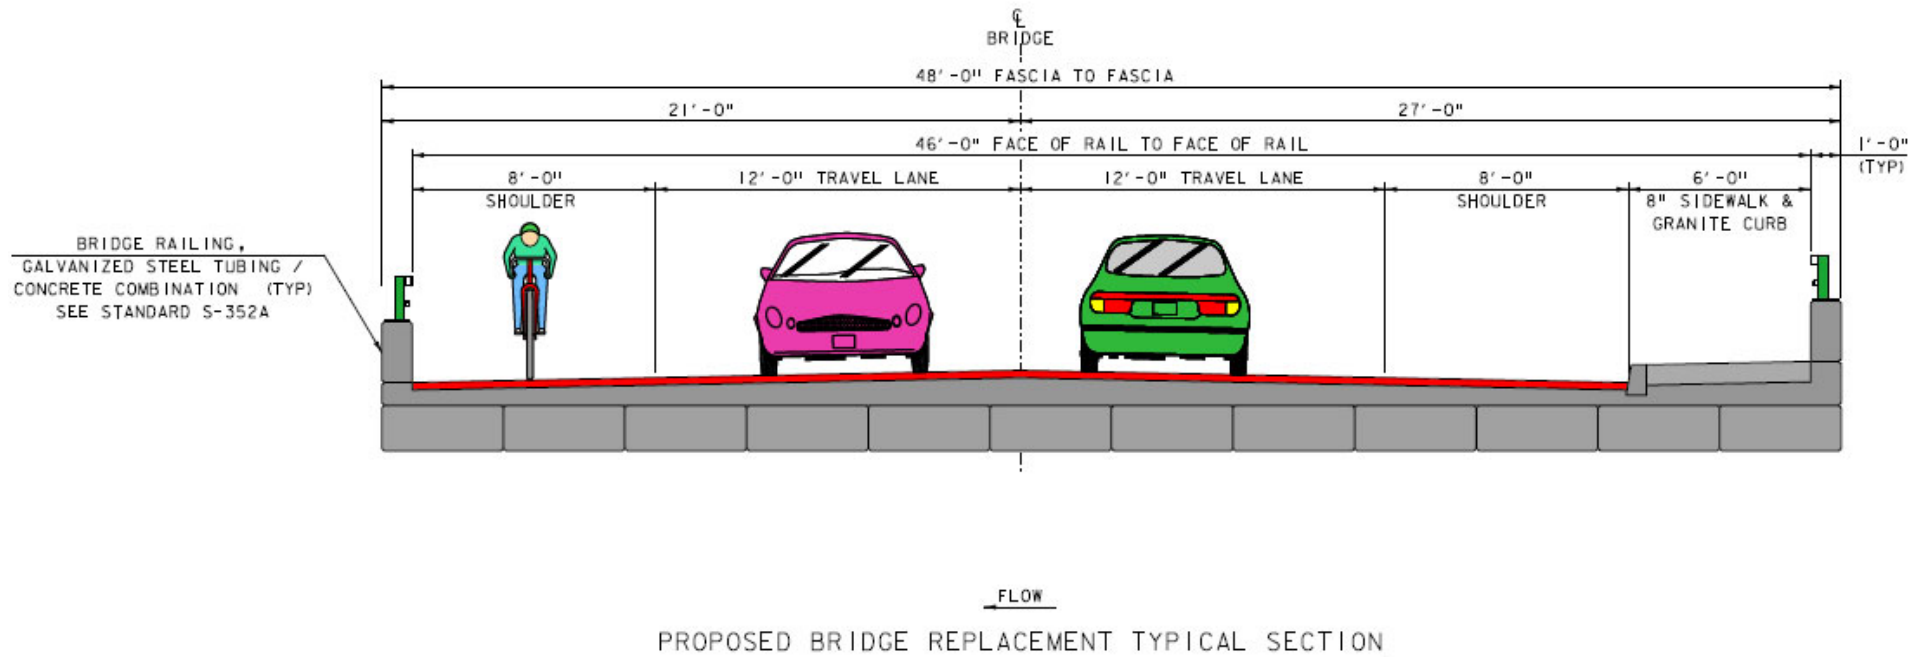 ℄
BRIDGE
48'-0" FASCIA TO FASCIA
21'-0"
27'-0"
46'-0" FACE OF RAIL TO FACE OF RAIL
1'-0"
(TYP)
8'-0"
SHOULDER
12'-0" TRAVEL LANE
12'-0" TRAVEL LANE
8'-0"
SHOULDER
6'-0"
8" SIDEWALK &
GRANITE CURB
BRIDGE RAILING,
GALVANIZED STEEL TUBING /
CONCRETE COMBINATION (TYP)
SEE STANDARD S-352A
FLOW
PROPOSED BRIDGE REPLACEMENT TYPICAL SECTION